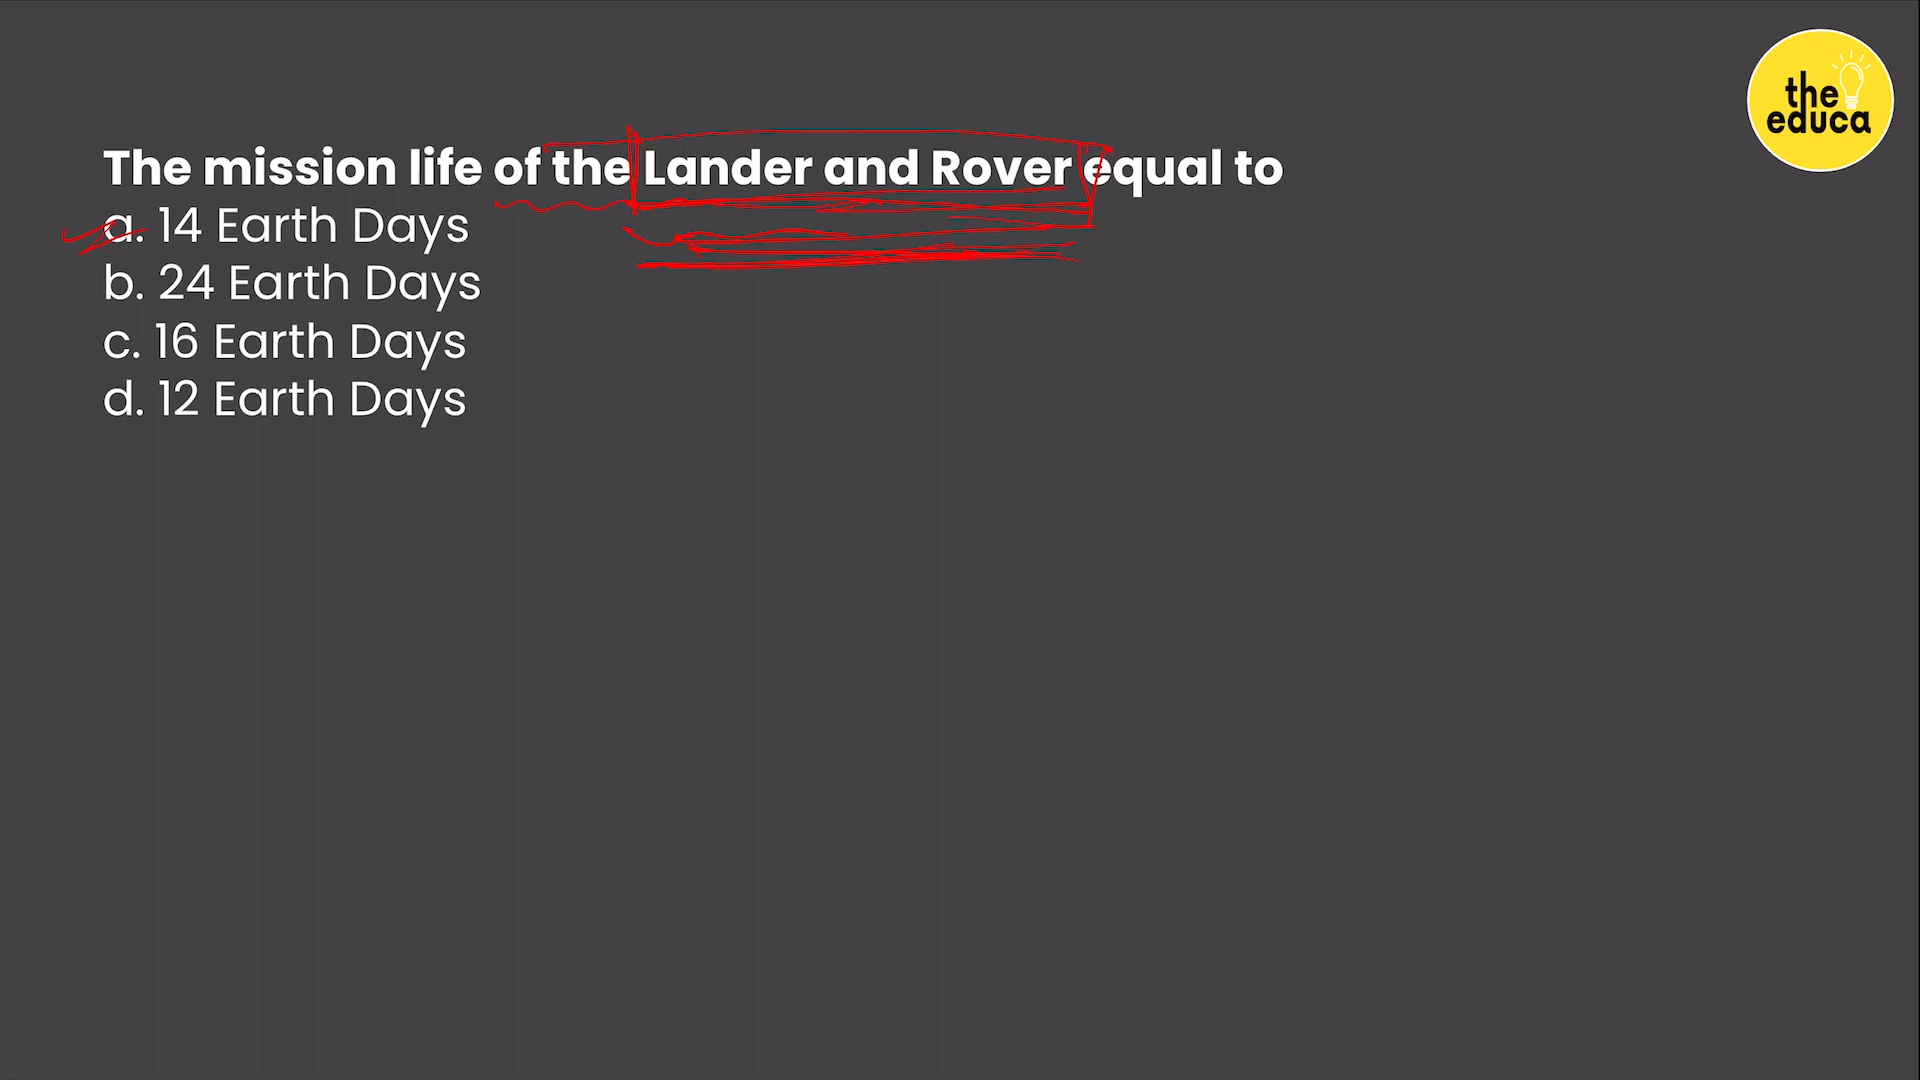 the
educa
The mission life of the Lander and Rover equal to
a. 14 Earth Days
b. 24 Earth Days
c. 16 Earth Days
d. 12 Earth Days